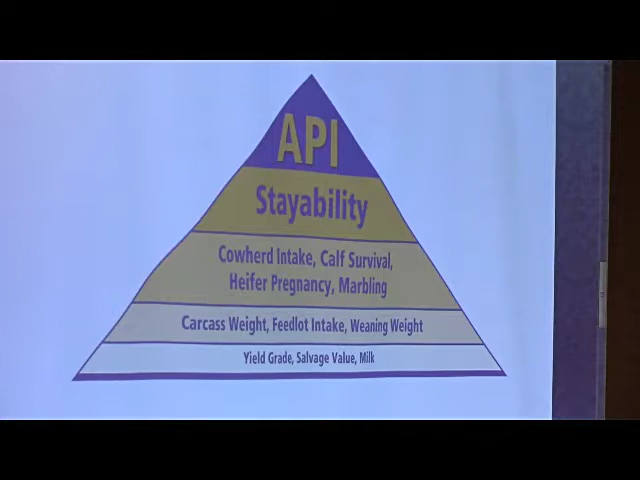 API
Stayability
Cowherd Intake, Calf Survival,
Heifer Pregnancy, Marbling
Carcass Weight, Feedlot Intake, Weaning Weight
Yield Grade, Salvage Value, Milk